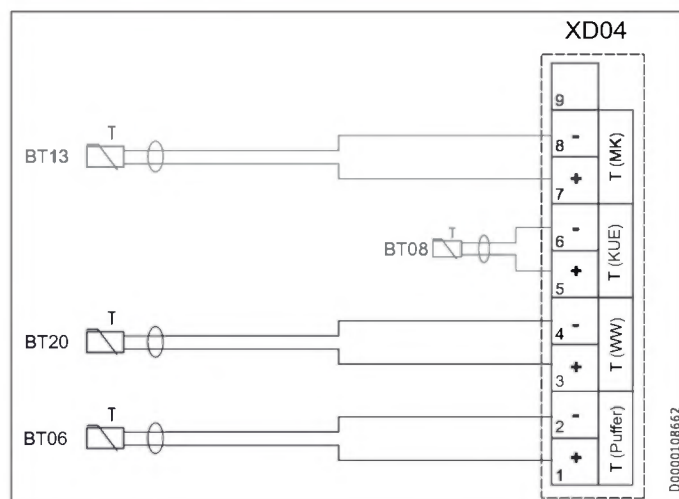 XD04
9
T
BT13
8 -
7 +
T (MK)
T
BT08
6 -
5 +
T (KUE)
T
BT20
4 -
3 +
T (WW)
T
BT06
2 -
1 +
T (Puffer)
D0000108662